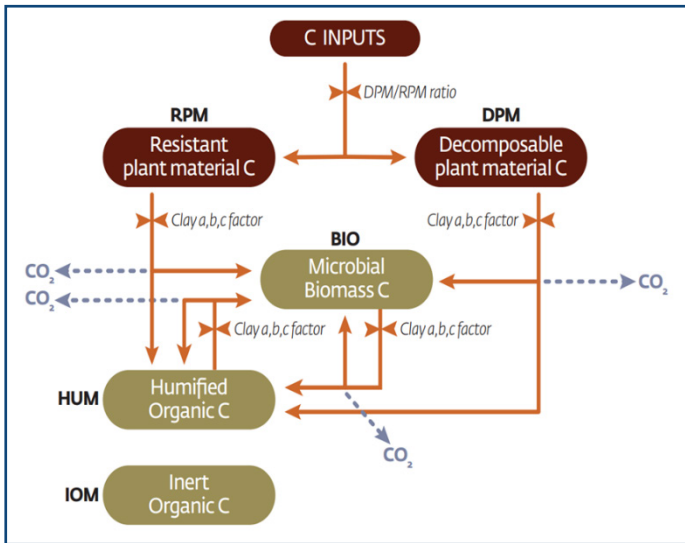 C INPUTS
DPM/RPM ratio
RPM
DPM
Resistant
plant material C
Decomposable
plant material C
Clay a,b,c factor
Clay a,b,c factor
BIO
Microbial
Biomass C
CO₂
CO₂
CO₂
Clay a,b,c factor
Clay a,b,c factor
HUM
Humified
Organic C
CO₂
IOM
Inert
Organic C